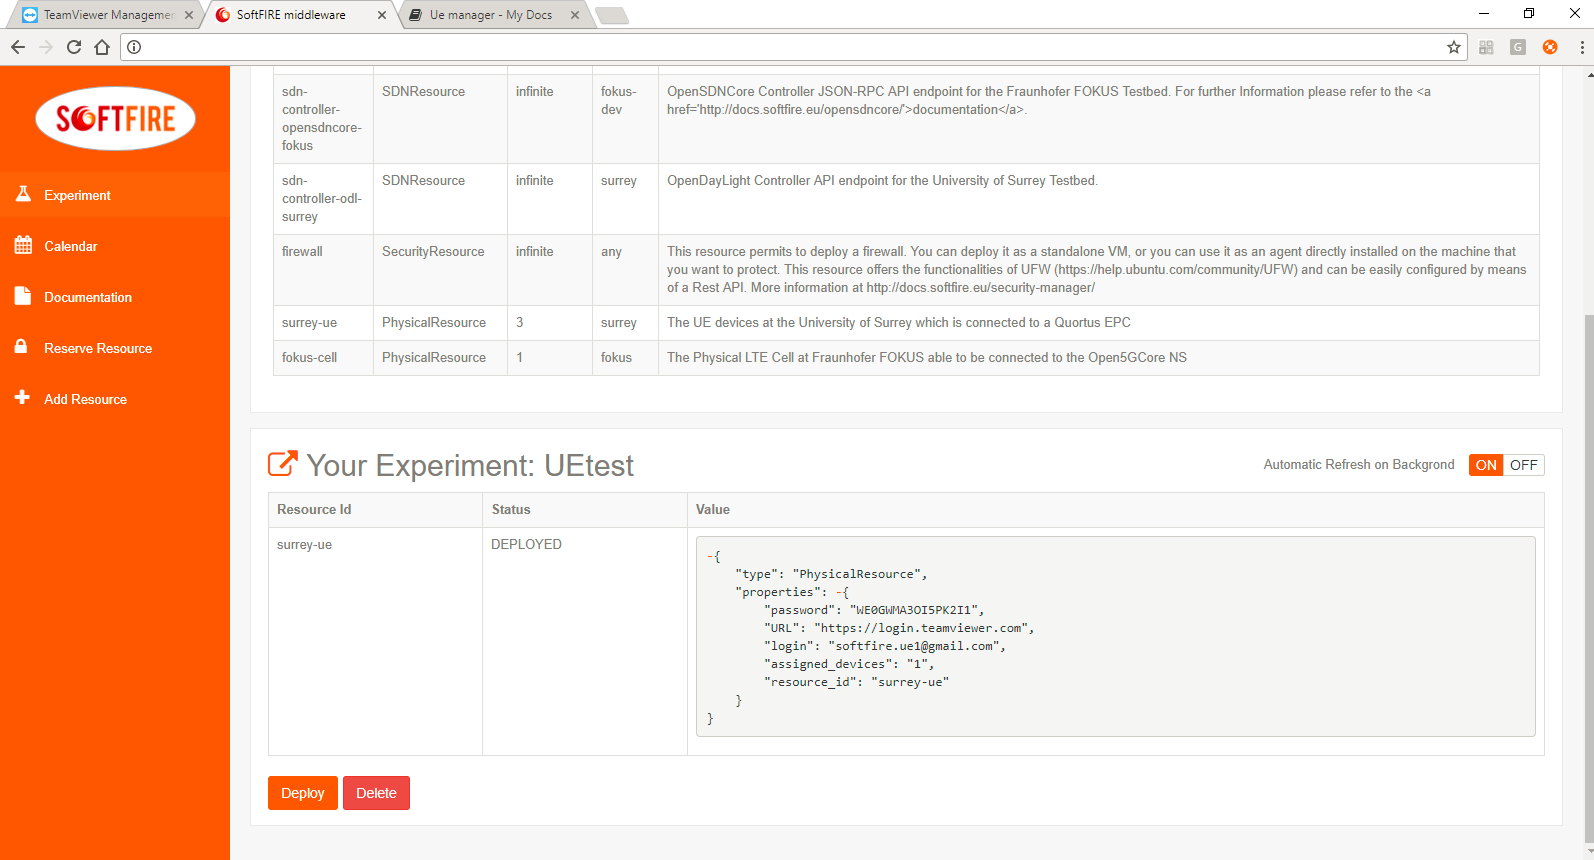 TeamViewer Managemen
SoftFIRE middleware
Ue manager - My Docs
SOFTFIRE
Experiment
Calendar
Documentation
Reserve Resource
Add Resource
sdn-
controller-
opensdncore-
fokus
SDNResource
infinite
fokus-
dev
OpenSDNCore Controller JSON-RPC API endpoint for the Fraunhofer FOKUS Testbed. For further Information please refer to the <a
href='http://docs.softfire.eu/opensdncore/'>documentation</a>.
sdn-
controller-odl-
surrey
SDNResource
infinite
surrey
OpenDayLight Controller API endpoint for the University of Surrey Testbed.
firewall
SecurityResource
infinite
any
This resource permits to deploy a firewall. You can deploy it as a standalone VM, or you can use it as an agent directly installed on the machine that
you want to protect. This resource offers the functionalities of UFW (https://help.ubuntu.com/community/UFW) and can be easily configured by means
of a Rest API. More information at http://docs.softfire.eu/security-manager/
surrey-ue
PhysicalResource
3
surrey
The UE devices at the University of Surrey which is connected to a Quortus EPC
fokus-cell
PhysicalResource
1
fokus
The Physical LTE Cell at Fraunhofer FOKUS able to be connected to the Open5GCore NS
Your Experiment: UEtest
Automatic Refresh on Backgrond
ON OFF
Resource Id
Status
Value
surrey-ue
DEPLOYED
-{
"type": "PhysicalResource",
"properties": -{
"password": "WE0GWMA3OI5PK2I1",
"URL": "https://login.teamviewer.com",
"login": "softfire.ue1@gmail.com",
"assigned_devices": "1",
"resource_id": "surrey-ue"
}
}
Deploy
Delete